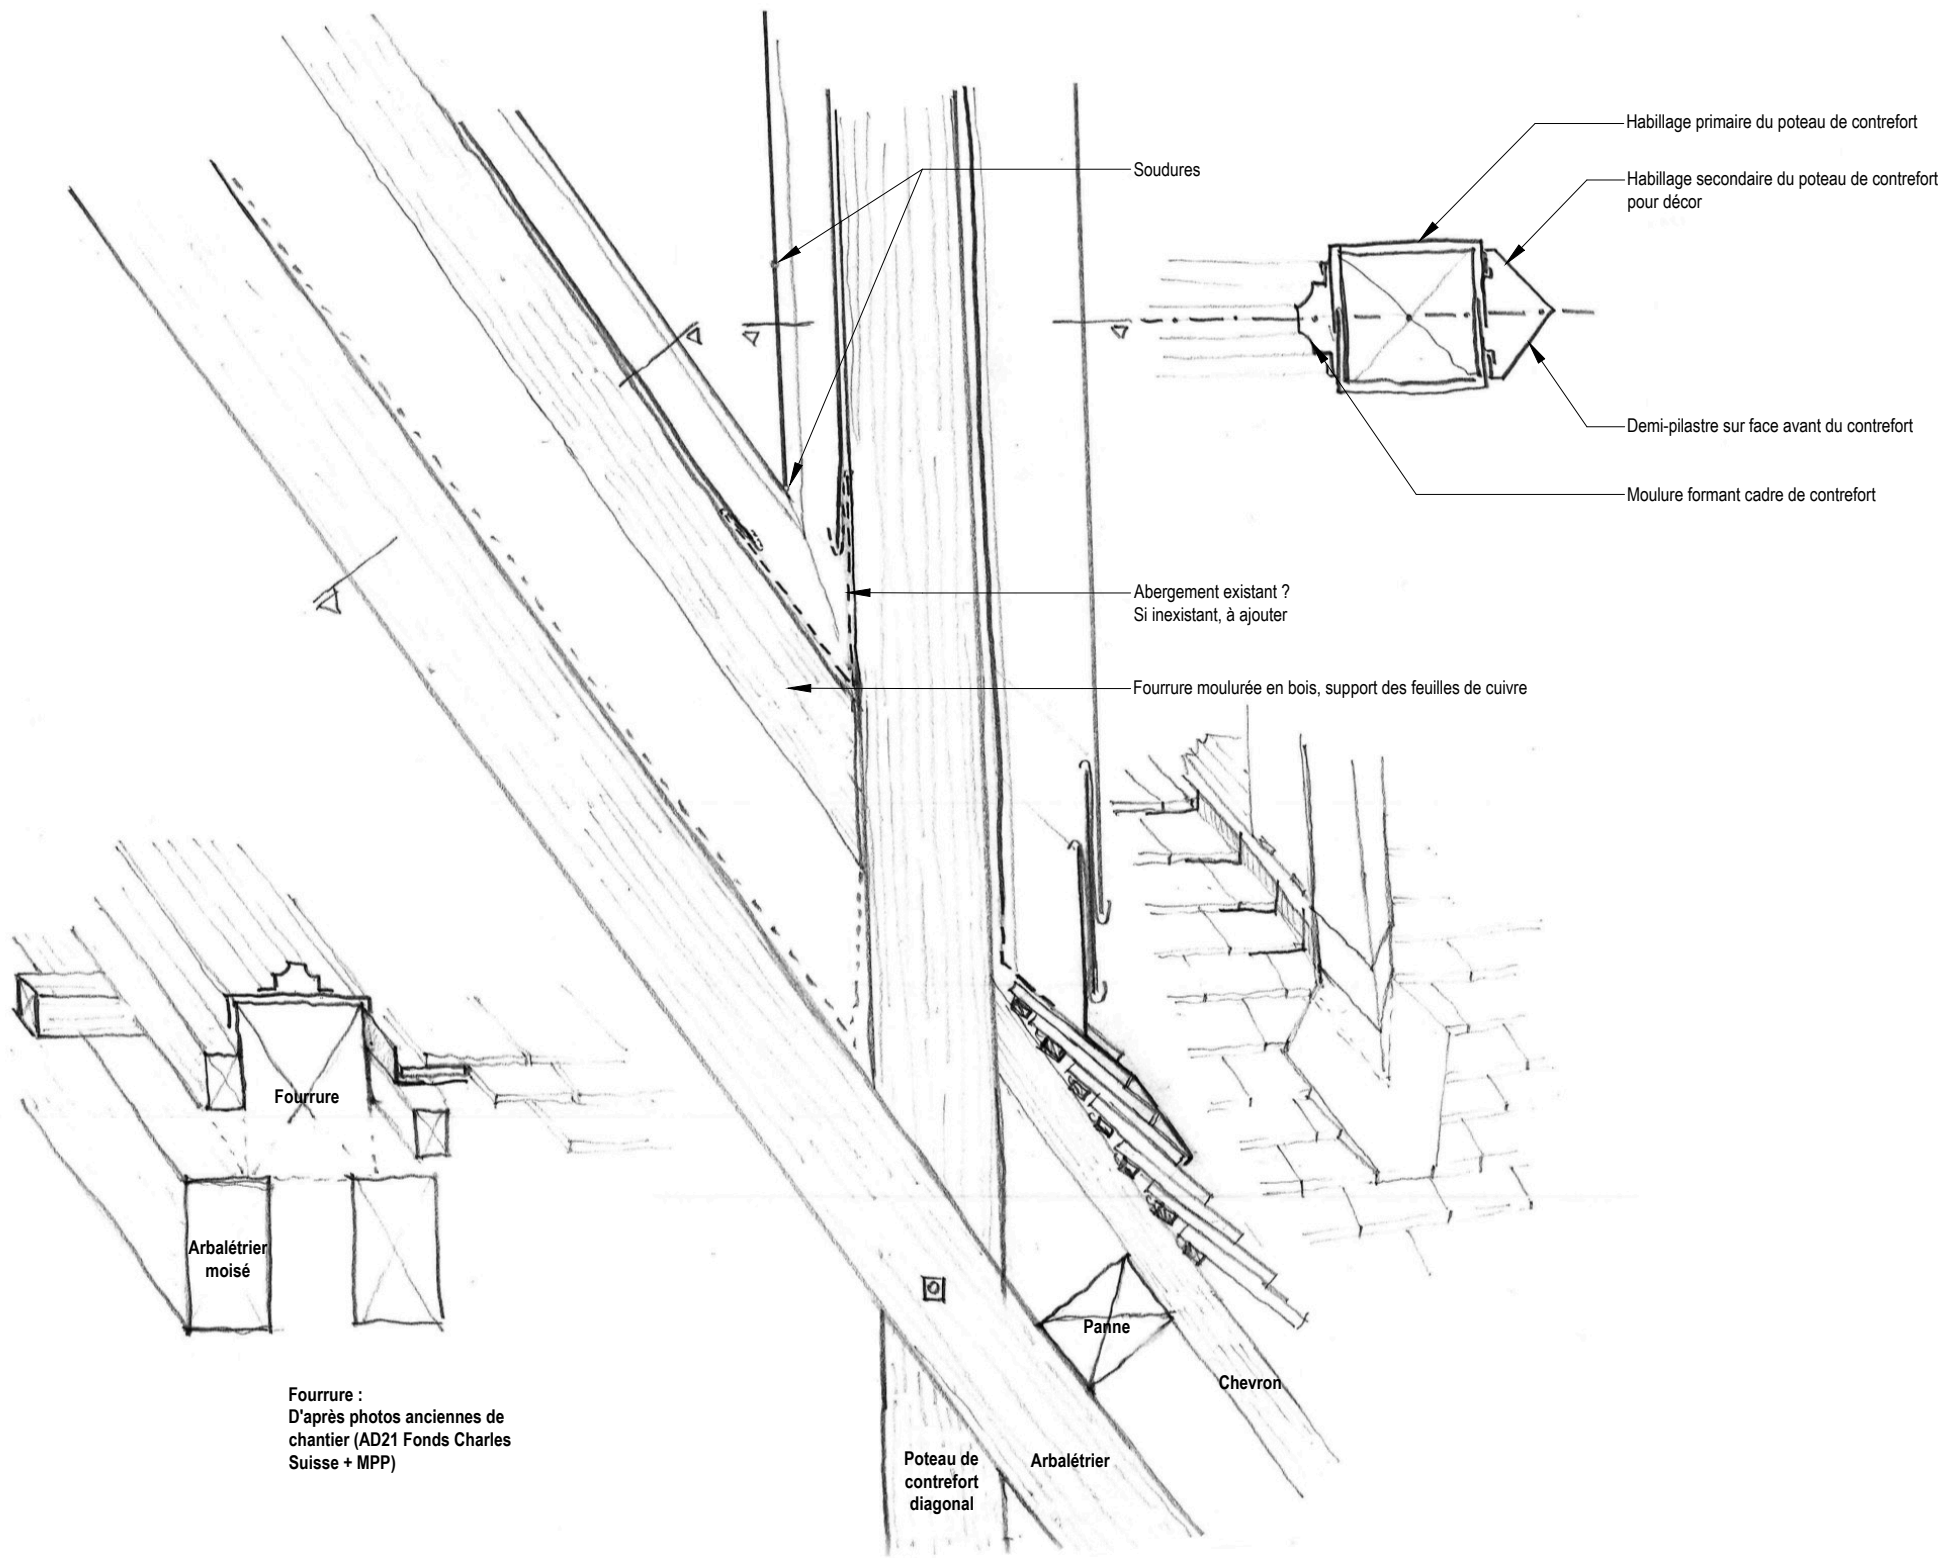 Habillage primaire du poteau de contrefort
Soudures
Habillage secondaire du poteau de contrefort
pour décor
Demi-pilastre sur face avant du contrefort
Moulure formant cadre de contrefort
Abergement existant ?
Si inexistant, à ajouter
Fourrure moulurée en bois, support des feuilles de cuivre
Fourrure
Arbalétrier
moisé
Panne
Chevron
Fourrure :
D'après photos anciennes de
chantier (AD21 Fonds Charles
Suisse + MPP)
Poteau de
contrefort
diagonal
Arbalétrier